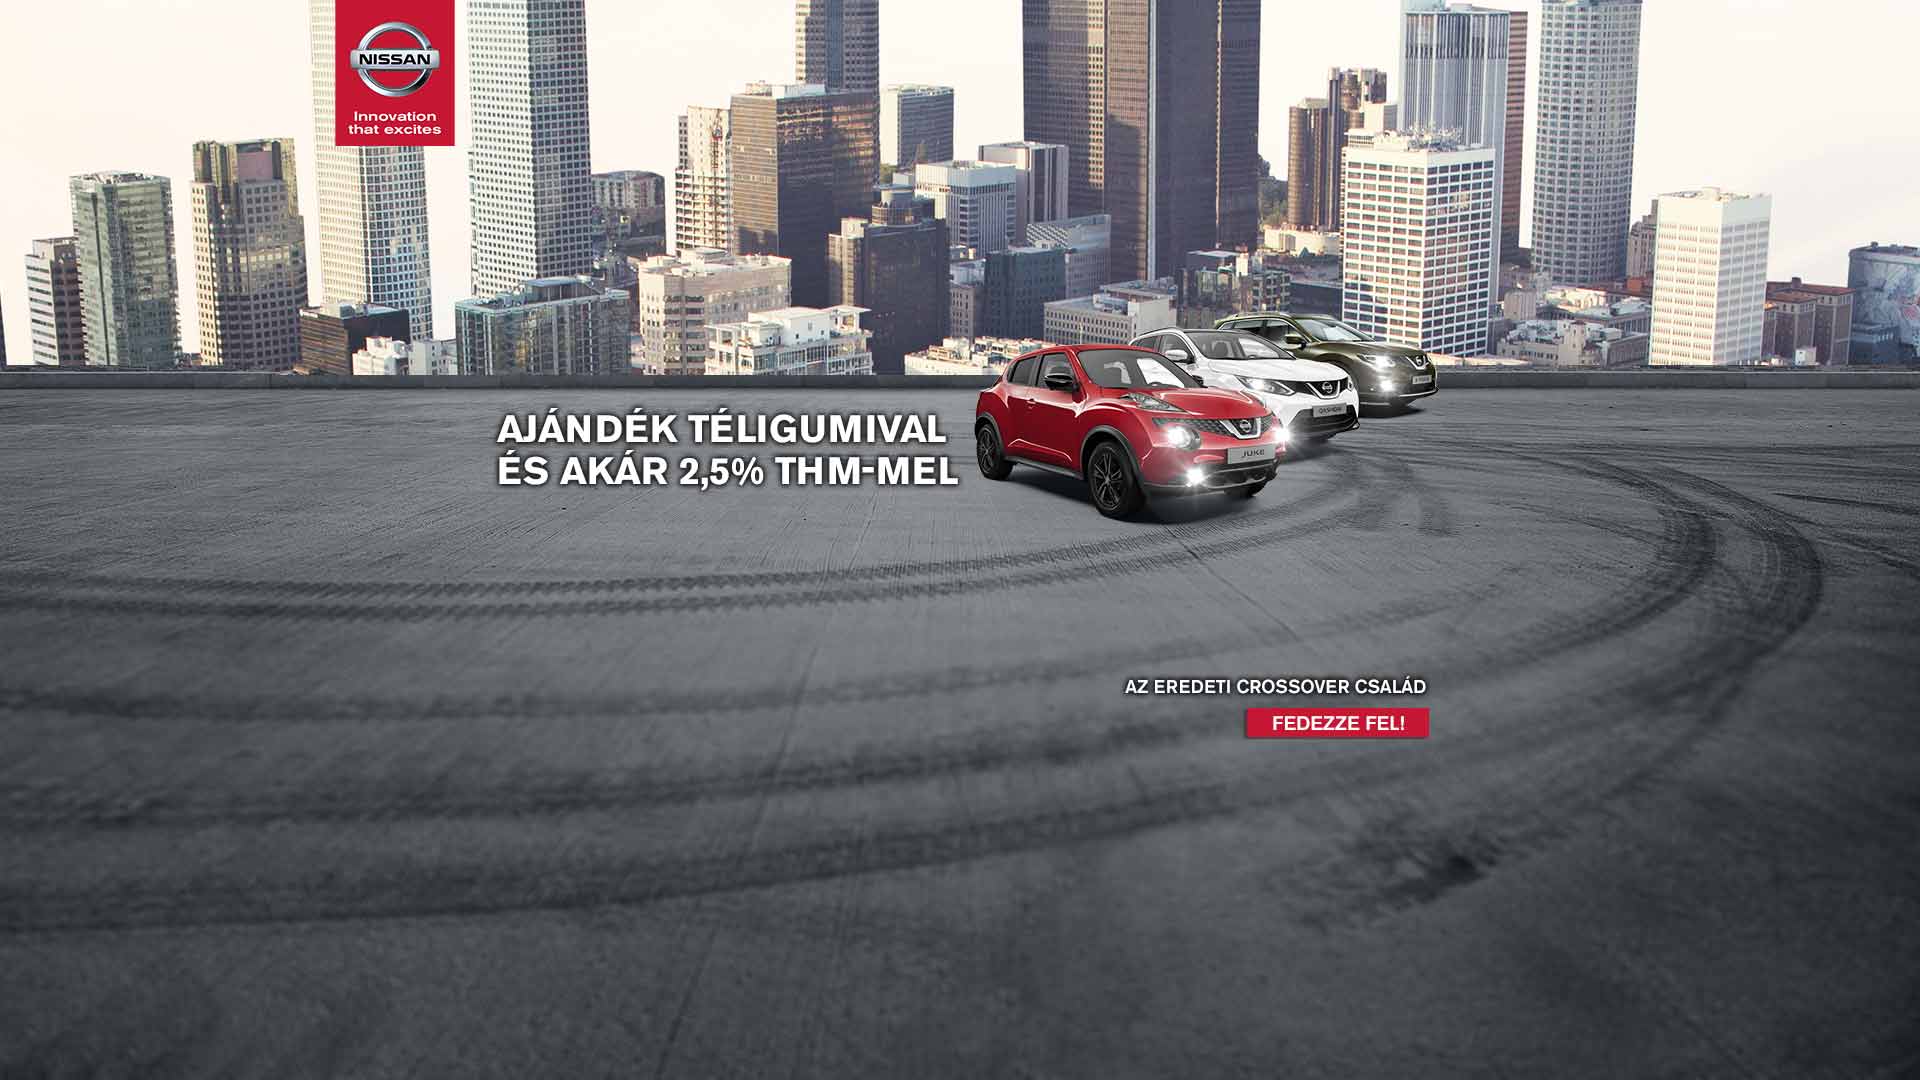 NISSAN
Innovation
that excites
AJÁNDÉK TÉLIGUMIVAL
ÉS AKÁR 2,5% THM-MEL
JUKE
QASHQAI
AZ EREDETI CROSSOVER CSALÁD
FEDEZZE FEL!